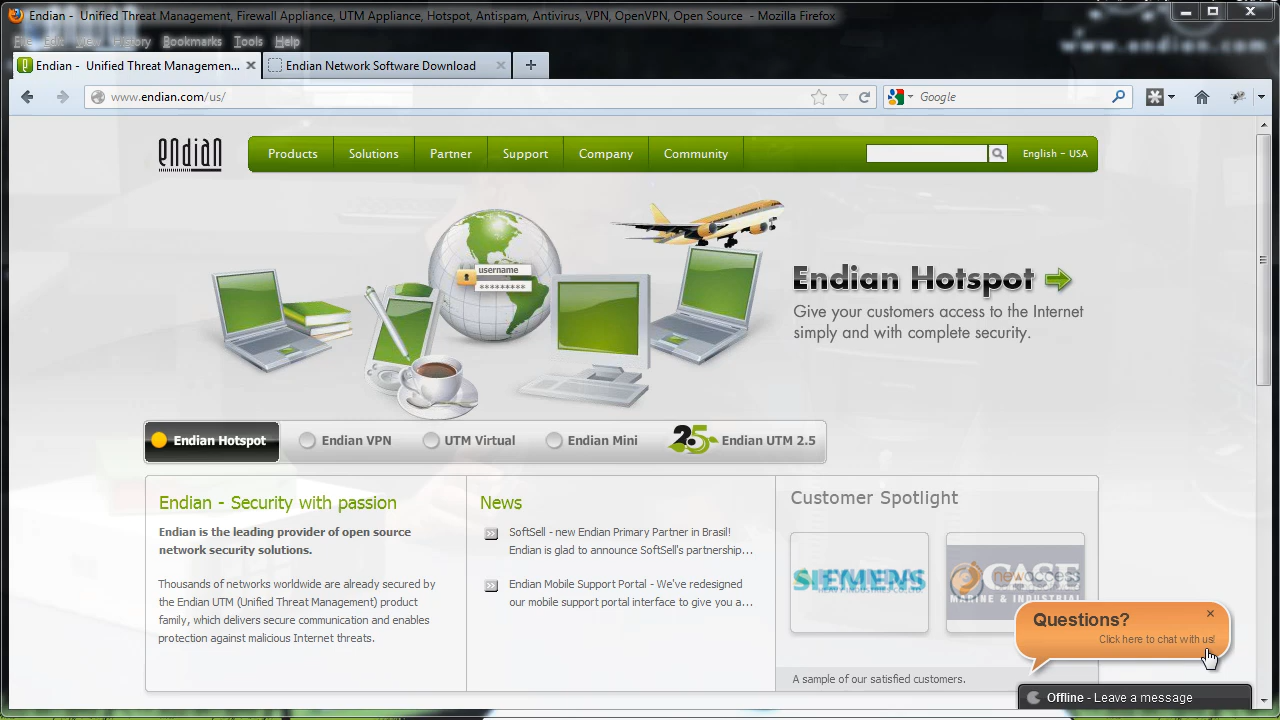 Endian - Unified Threat Management, Firewall Appliance, UTM Appliance, Hotspot, Antispam, Antivirus, VPN, OpenVPN, Open Source - Mozilla Firefox
File Edit View History Bookmarks Tools Help
www.endian.com
Endian - Unified Threat Managemen...
Endian Network Software Download
www.endian.com/us/
Google
endian
Products Solutions Partner Support Company Community
English - USA
username
*********
Endian Hotspot
Give your customers access to the Internet
simply and with complete security.
Endian Hotspot Endian VPN UTM Virtual Endian Mini 2.5 Endian UTM 2.5
Endian - Security with passion
Endian is the leading provider of open source
network security solutions.
Thousands of networks worldwide are already secured by
the Endian UTM (Unified Threat Management) product
family, which delivers secure communication and enables
protection against malicious Internet threats.
News
SoftSell - new Endian Primary Partner in Brasil!
Endian is glad to announce SoftSell's partnership...
Endian Mobile Support Portal - We've redesigned
our mobile support portal interface to give you a...
Customer Spotlight
SIEMENS
CASE
newaccess
MARINE & INDUSTRIAL
A sample of our satisfied customers.
Questions?
Click here to chat with us!
Offline - Leave a message